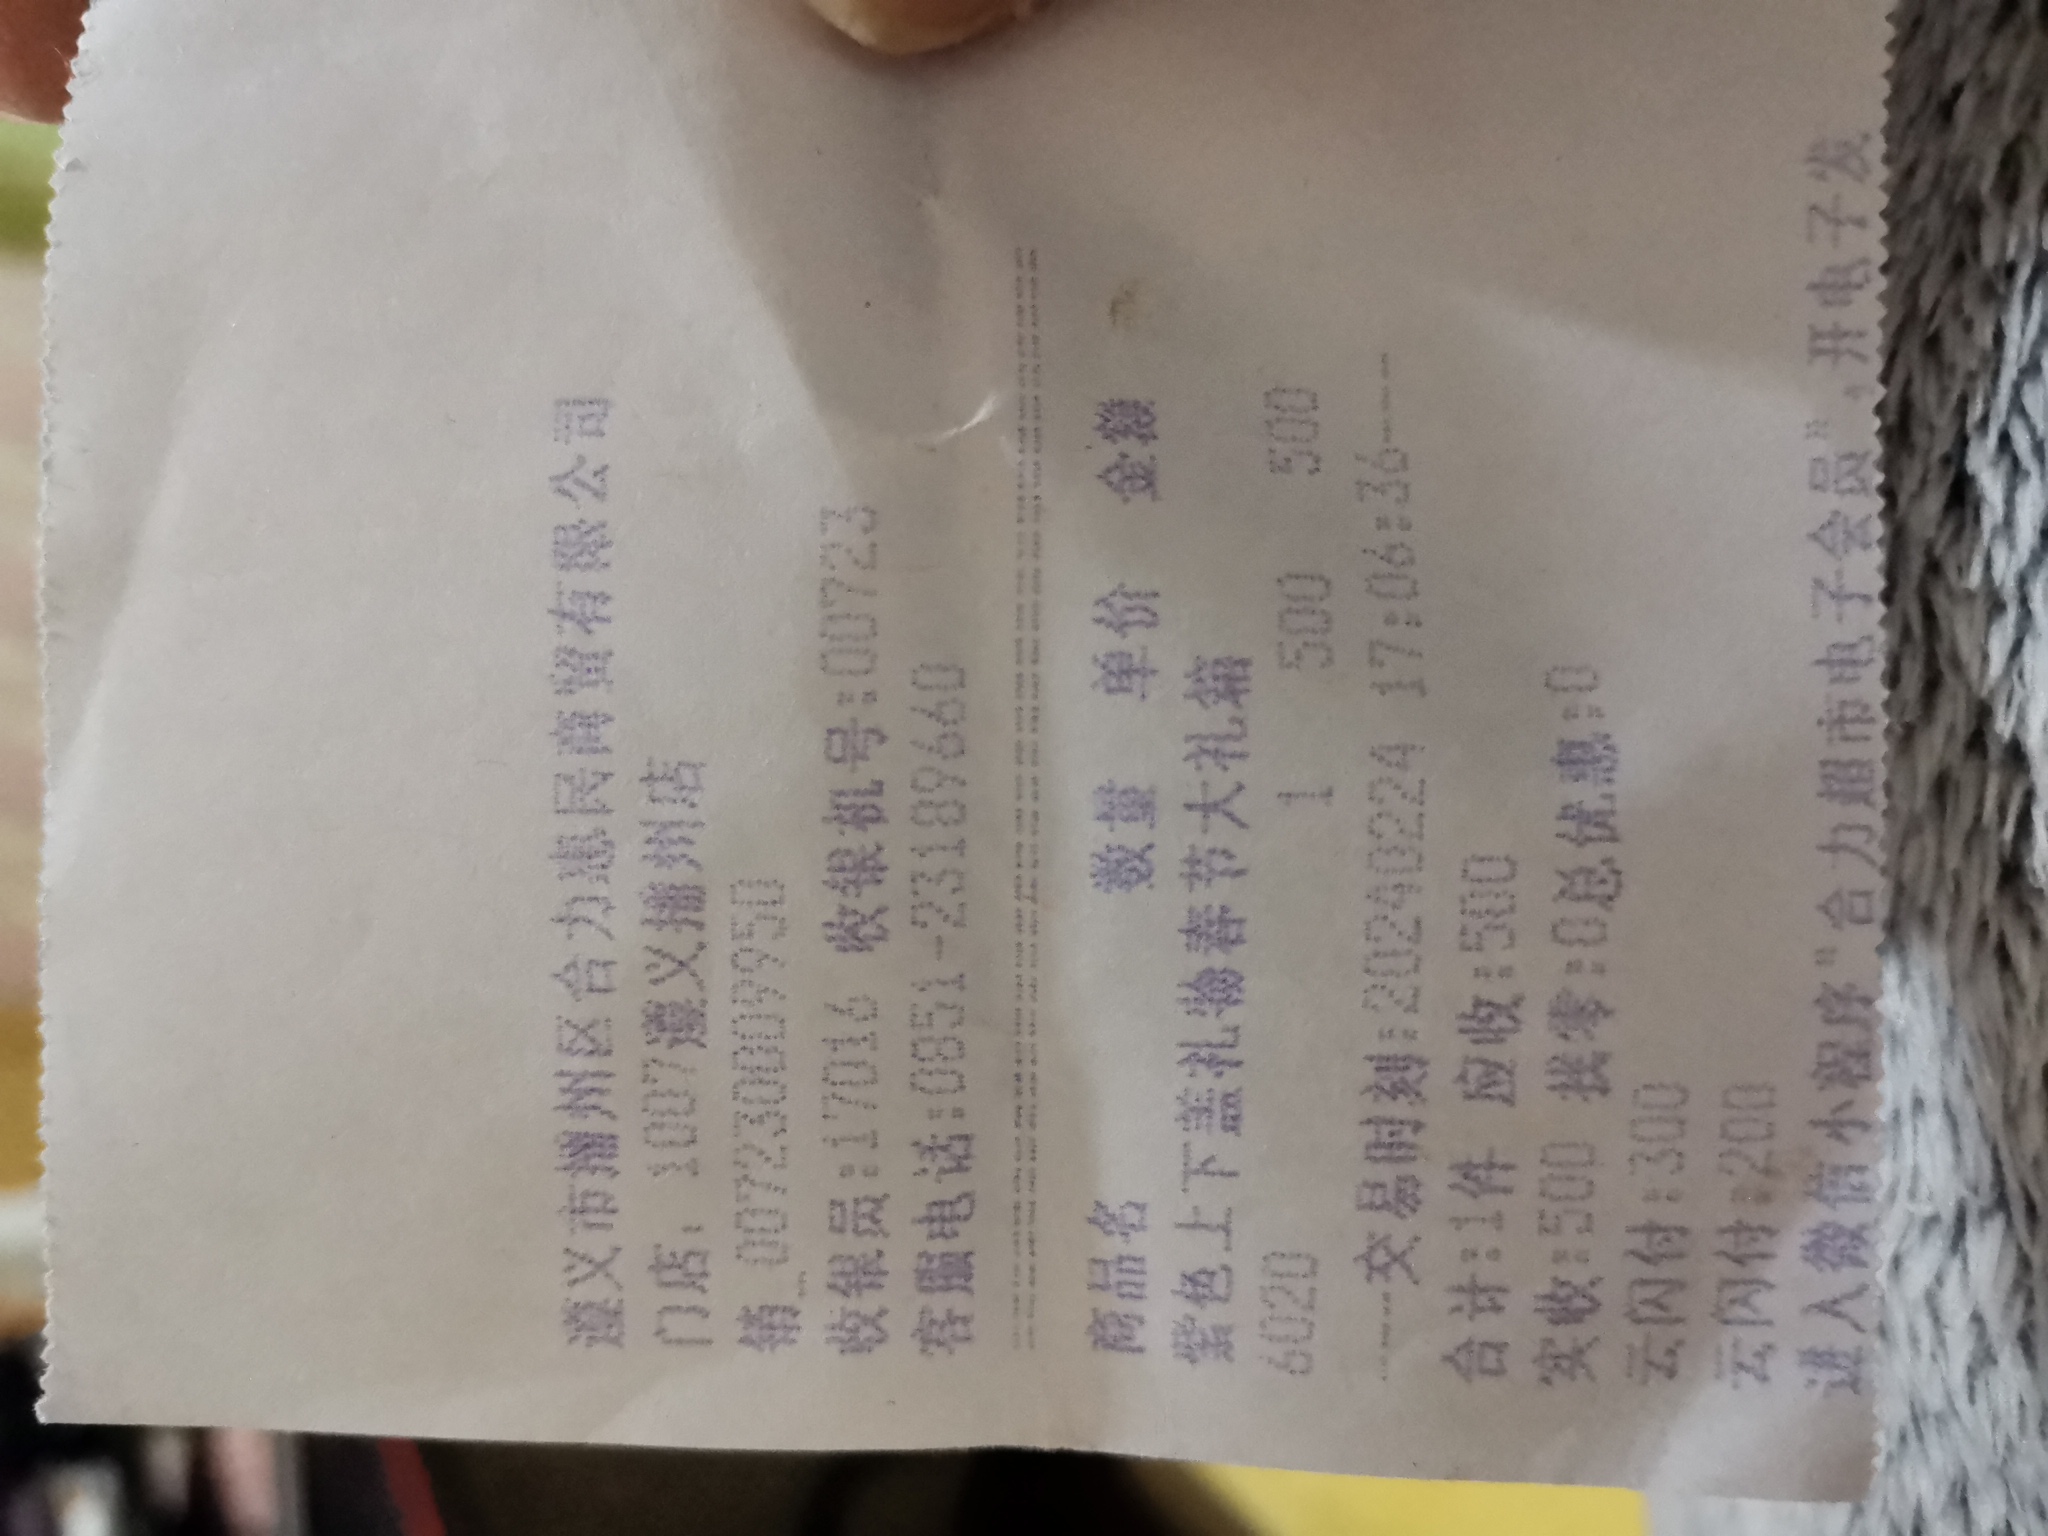 遵义市播州区合力惠民商贸有限公司
门店: 1007遵义播州店
销_0072300009950
收银员:17016 收银机号:00723
客服电话:0851-23189660
商品名 数量 单价 金额
紫色上下盖礼物春节大礼箱
6020 1 500 500
----交易时刻:20240224 17:06:36----
合计:1件 应收:500
实收:500 找零:0总优惠:0
云闪付:300
云闪付:200
进入微信小程序"合力超市电子会员",开电子发